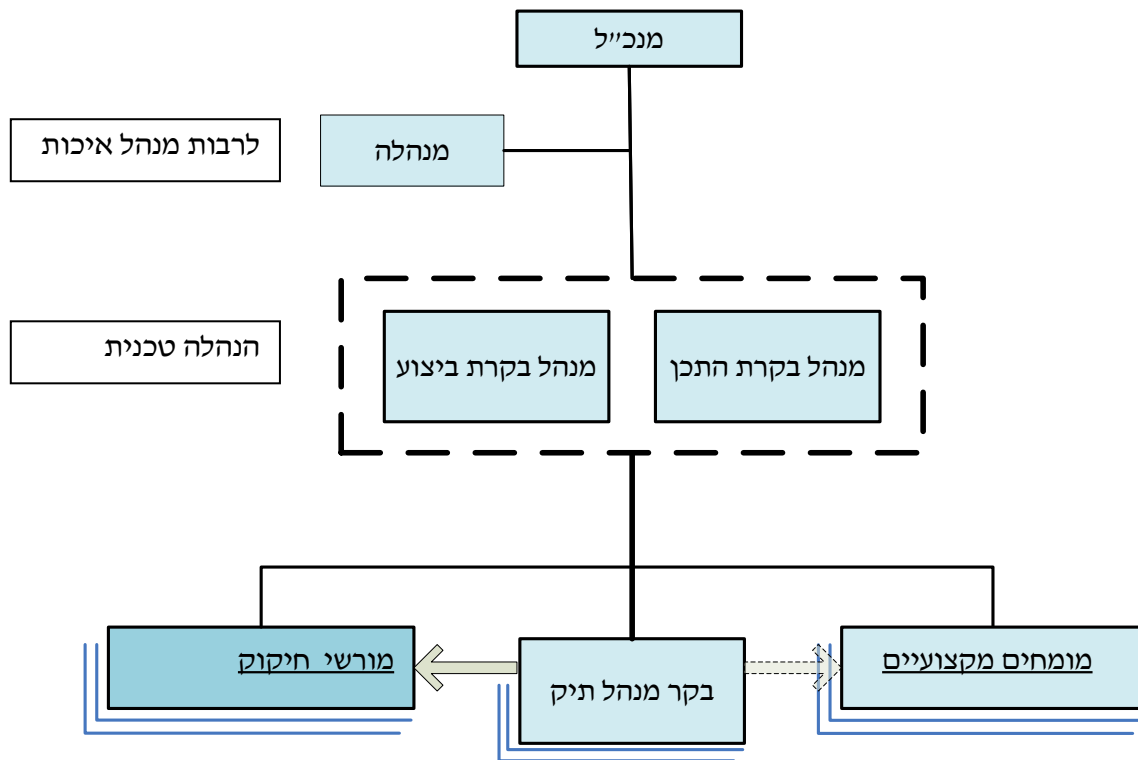 מנכ״ל
מנהלה
לרבות מנהל איכות
הנהלה טכנית
מנהל בקרת התכן
מנהל בקרת ביצוע
מומחים מקצועיים
בקר מנהל תיק
מורשי חיקוק